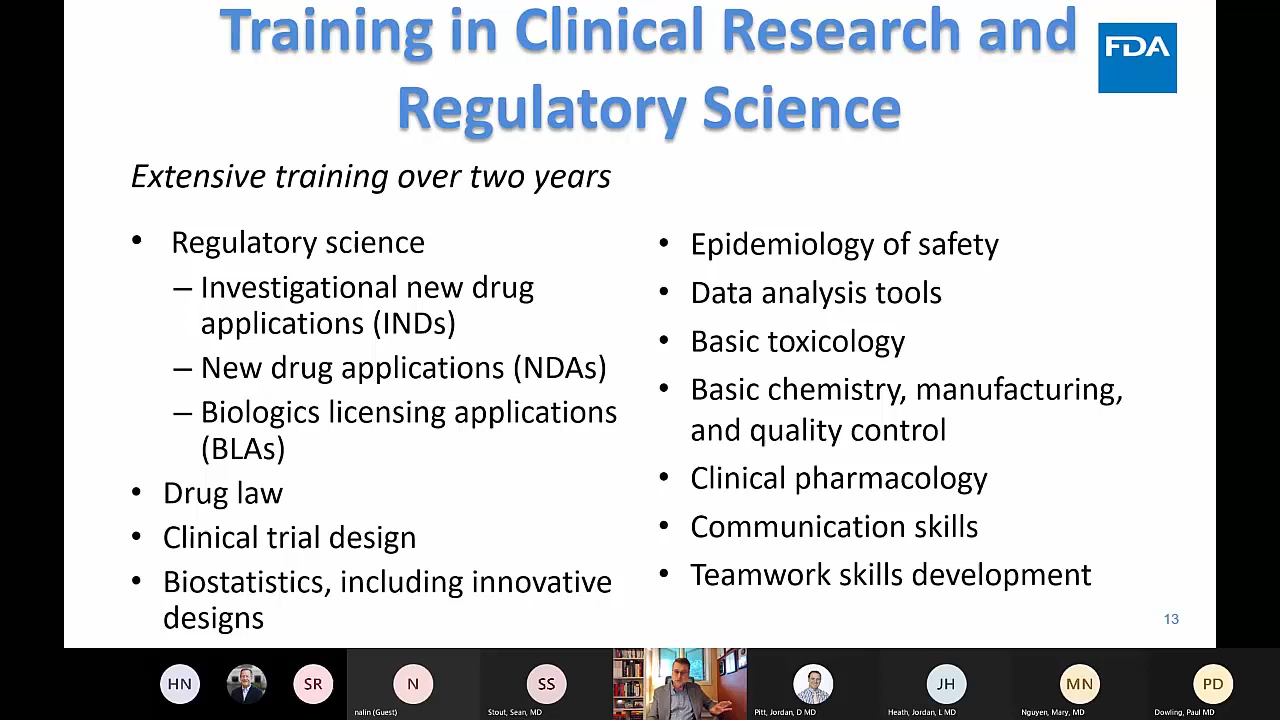 Training in Clinical Research and
Regulatory Science
FDA
Extensive training over two years
• Regulatory science
– Investigational new drug
applications (INDs)
– New drug applications (NDAs)
– Biologics licensing applications
(BLAs)
• Drug law
• Clinical trial design
• Biostatistics, including innovative
designs
• Epidemiology of safety
• Data analysis tools
• Basic toxicology
• Basic chemistry, manufacturing,
and quality control
• Clinical pharmacology
• Communication skills
• Teamwork skills development
13
HN
SR
N
nalin (Guest)
SS
Stout, Sean, MD
Pitt, Jordan, D MD
JH
Heath, Jordan, L MD
MN
Nguyen, Mary, MD
PD
Dowling, Paul MD